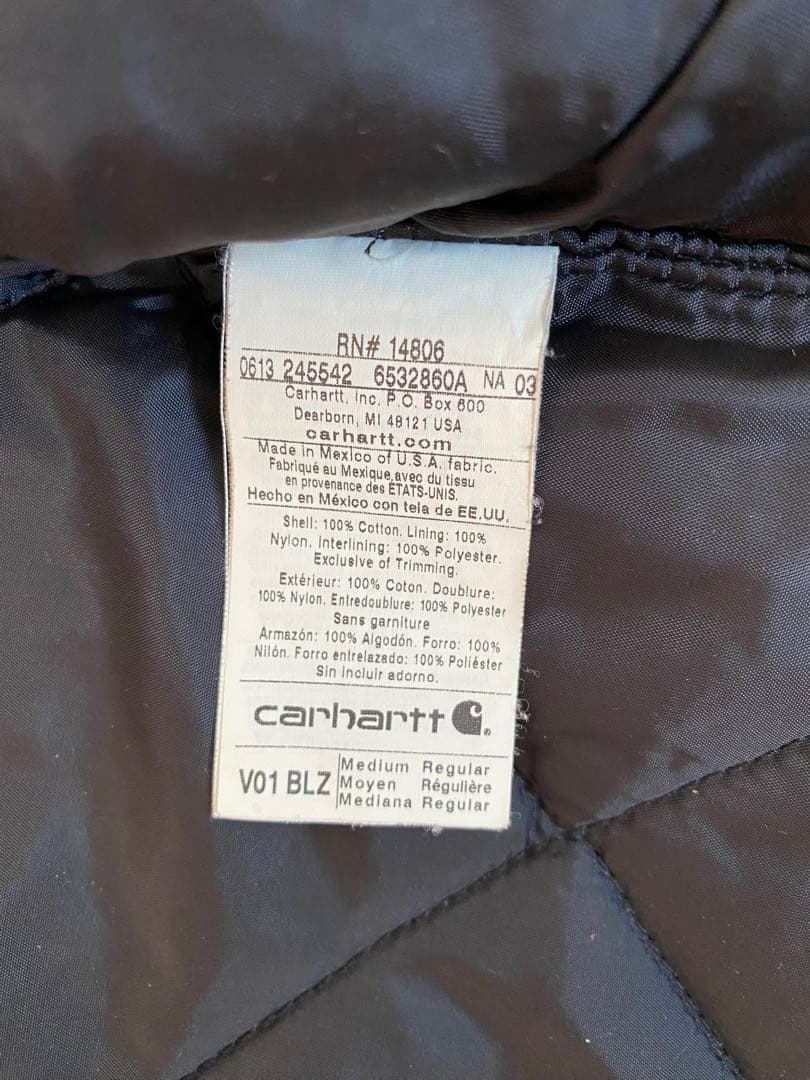 RN# 14806
0613 245542 6532860A NA 03
Carhartt, Inc. P.O. Box 600
Dearborn, MI 48121 USA
carhartt.com
Made in Mexico of U.S.A. fabric.
Fabriqué au Mexique,avec du tissu
en provenance des ÉTATS-UNIS.
Hecho en México con tela de EE.UU.
Shell: 100% Cotton. Lining: 100%
Nylon. Interlining: 100% Polyester.
Exclusive of Trimming.
Extérieur: 100% Coton. Doublure:
100% Nylon. Entredoublure: 100% Polyester
Sans garniture
Armazón: 100% Algodón. Forro: 100%
Nilón. Forro entrelazado: 100% Poliéster
Sin incluir adorno.
carhartt
V01 BLZ
Medium Regular
Moyen Régulière
Mediana Regular